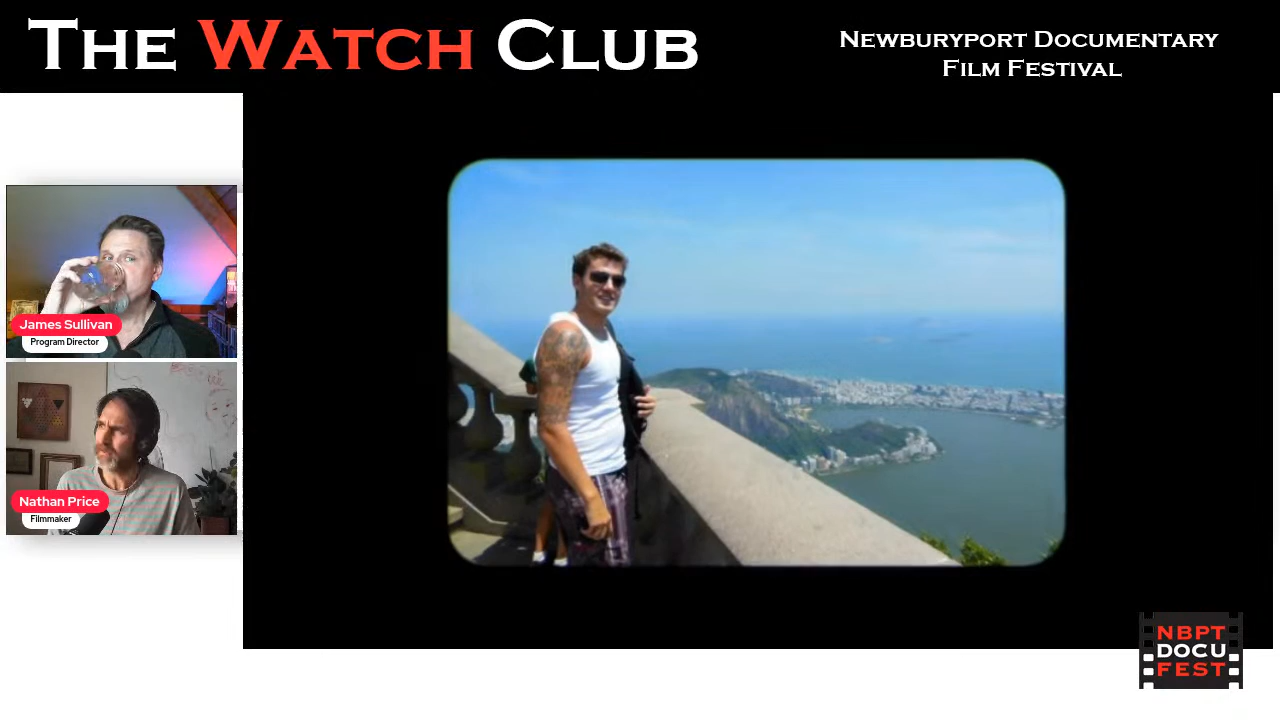 THE WATCH CLUB
NEWBURYPORT DOCUMENTARY
FILM FESTIVAL
James Sullivan
Program Director
Nathan Price
Filmmaker
NBPT
DOCU
FEST